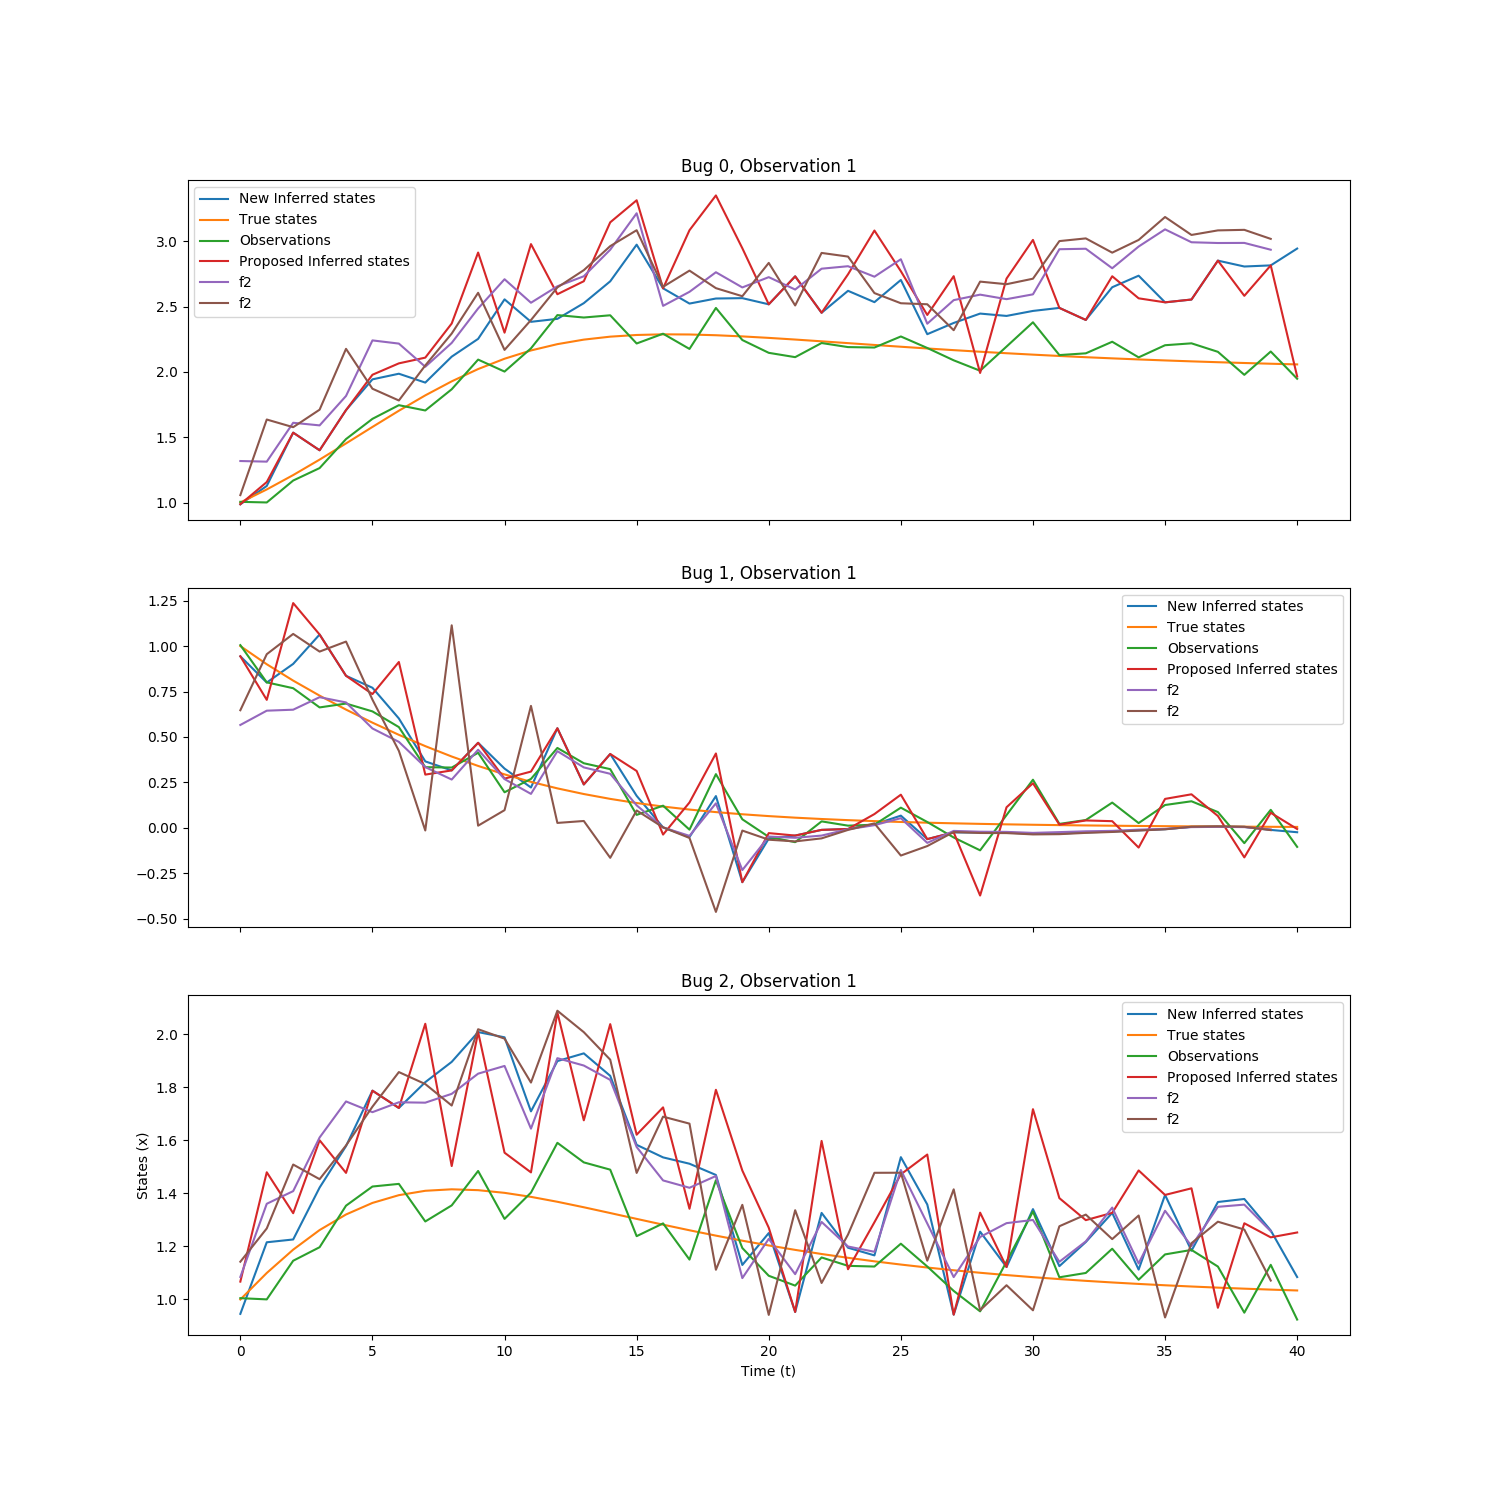 Bug 0, Observation 1
New Inferred states
True states
Observations
Proposed Inferred states
f2
f2
3.0
2.5
2.0
1.5
1.0
Bug 1, Observation 1
New Inferred states
True states
Observations
Proposed Inferred states
f2
f2
1.25
1.00
0.75
0.50
0.25
0.00
−0.25
−0.50
Bug 2, Observation 1
New Inferred states
True states
Observations
Proposed Inferred states
f2
f2
States (x)
2.0
1.8
1.6
1.4
1.2
1.0
0 5 10 15 20 25 30 35 40
Time (t)